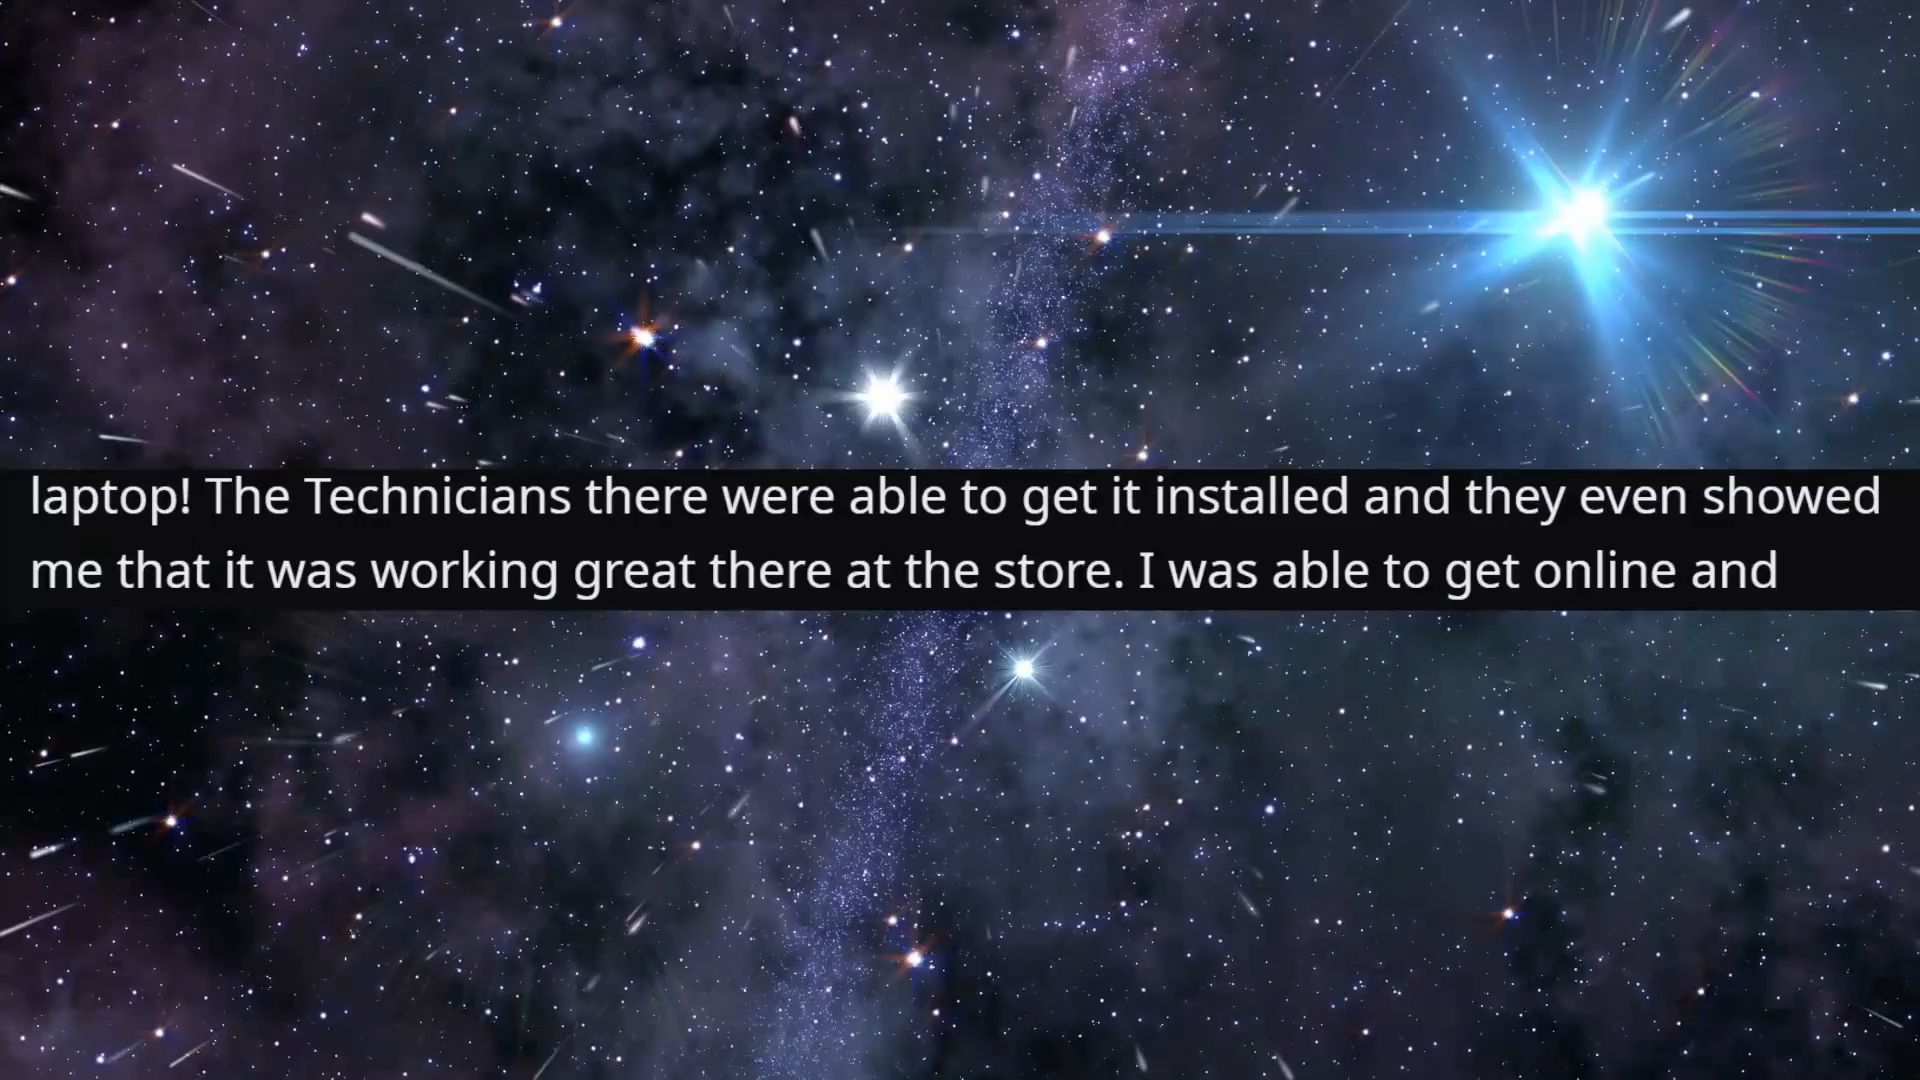 laptop! The Technicians there were able to get it installed and they even showed
me that it was working great there at the store. I was able to get online and